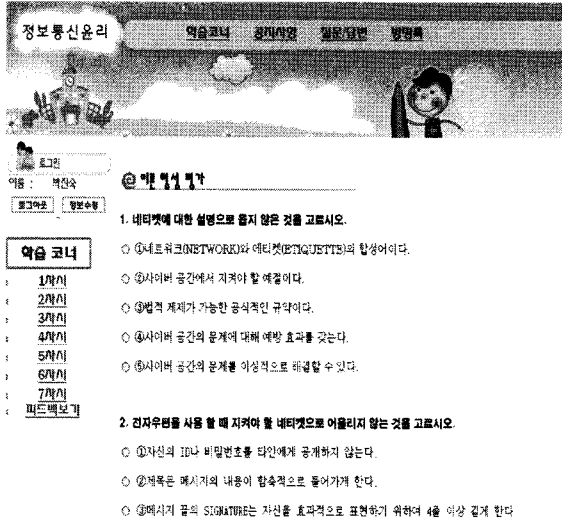 정보통신윤리
학습코너 공지사항 질문/답변 방명록
로그인
이름 : 박진숙
로그아웃 정보수정
학습 코너
1차시
2차시
3차시
4차시
5차시
6차시
7차시
피드백보기
형성 평가
1. 네티켓에 대한 설명으로 옳지 않은 것을 고르시오.
①네트워크(NETWORK)와 에티켓(ETIQUETTE)의 합성어이다.
②사이버 공간에서 지켜야 할 예절이다.
③법적 제재가 가능한 공식적인 규약이다.
④사이버 공간의 문제에 대해 예방 효과를 갖는다.
⑤사이버 공간의 문제를 이성적으로 해결할 수 있다.
2. 전자우편을 사용 할 때 지켜야 할 네티켓으로 어울리지 않는 것을 고르시오.
①자신의 ID나 비밀번호를 타인에게 공개하지 않는다.
②제목은 메시지의 내용이 함축적으로 들어가게 한다.
③메시지 끝의 SIGNATURE는 자신을 효과적으로 표현하기 위하여 4줄 이상 길게 한다